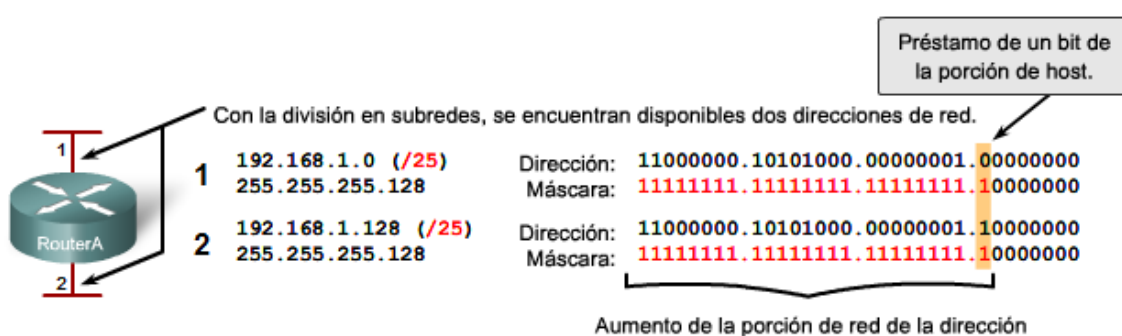 Préstamo de un bit de
la porción de host.
Con la división en subredes, se encuentran disponibles dos direcciones de red.
1
RouterA
2
1
192.168.1.0 (/25)
255.255.255.128
Dirección: 11000000.10101000.00000001.00000000
Máscara: 11111111.11111111.11111111.10000000
2
192.168.1.128 (/25)
255.255.255.128
Dirección: 11000000.10101000.00000001.10000000
Máscara: 11111111.11111111.11111111.10000000
Aumento de la porción de red de la dirección